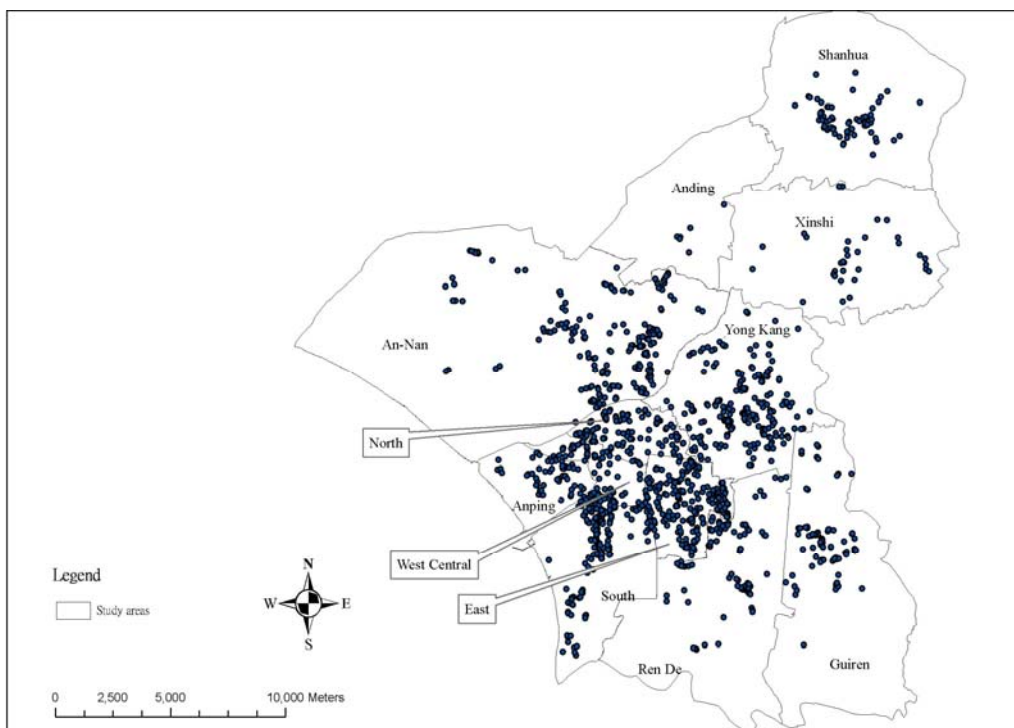 Shanhua
Anding
Xinshi
An-Nan
Yong Kang
North
Anping
West Central
East
South
Ren De
Guiren
Legend
Study areas
N
W E
S
0 2,500 5,000 10,000 Meters